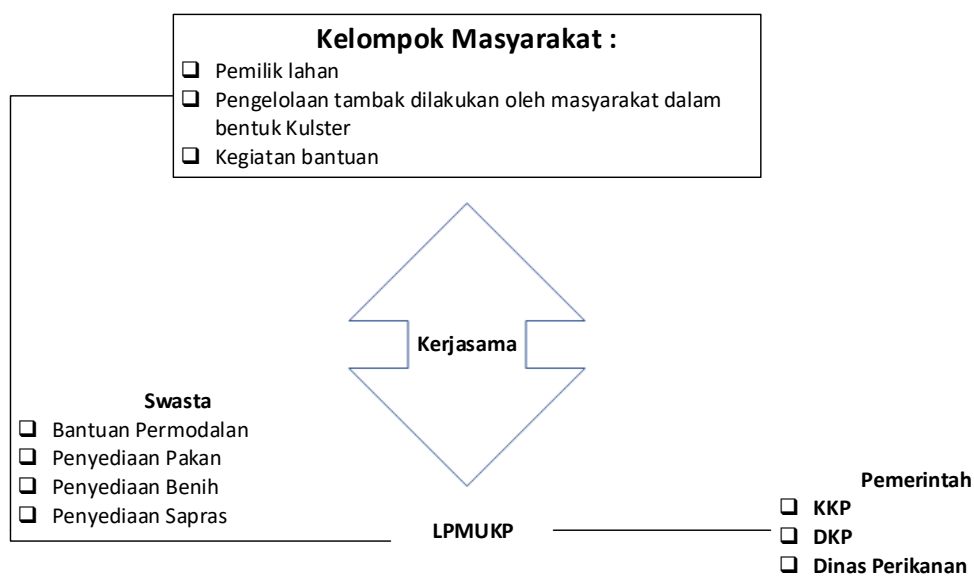 Kelompok Masyarakat :
❑ Pemilik lahan
❑ Pengelolaan tambak dilakukan oleh masyarakat dalam
bentuk Kulster
❑ Kegiatan bantuan
Kerjasama
Swasta
❑ Bantuan Permodalan
❑ Penyediaan Pakan
❑ Penyediaan Benih
❑ Penyediaan Sapras
LPMUKP
Pemerintah
❑ KKP
❑ DKP
❑ Dinas Perikanan